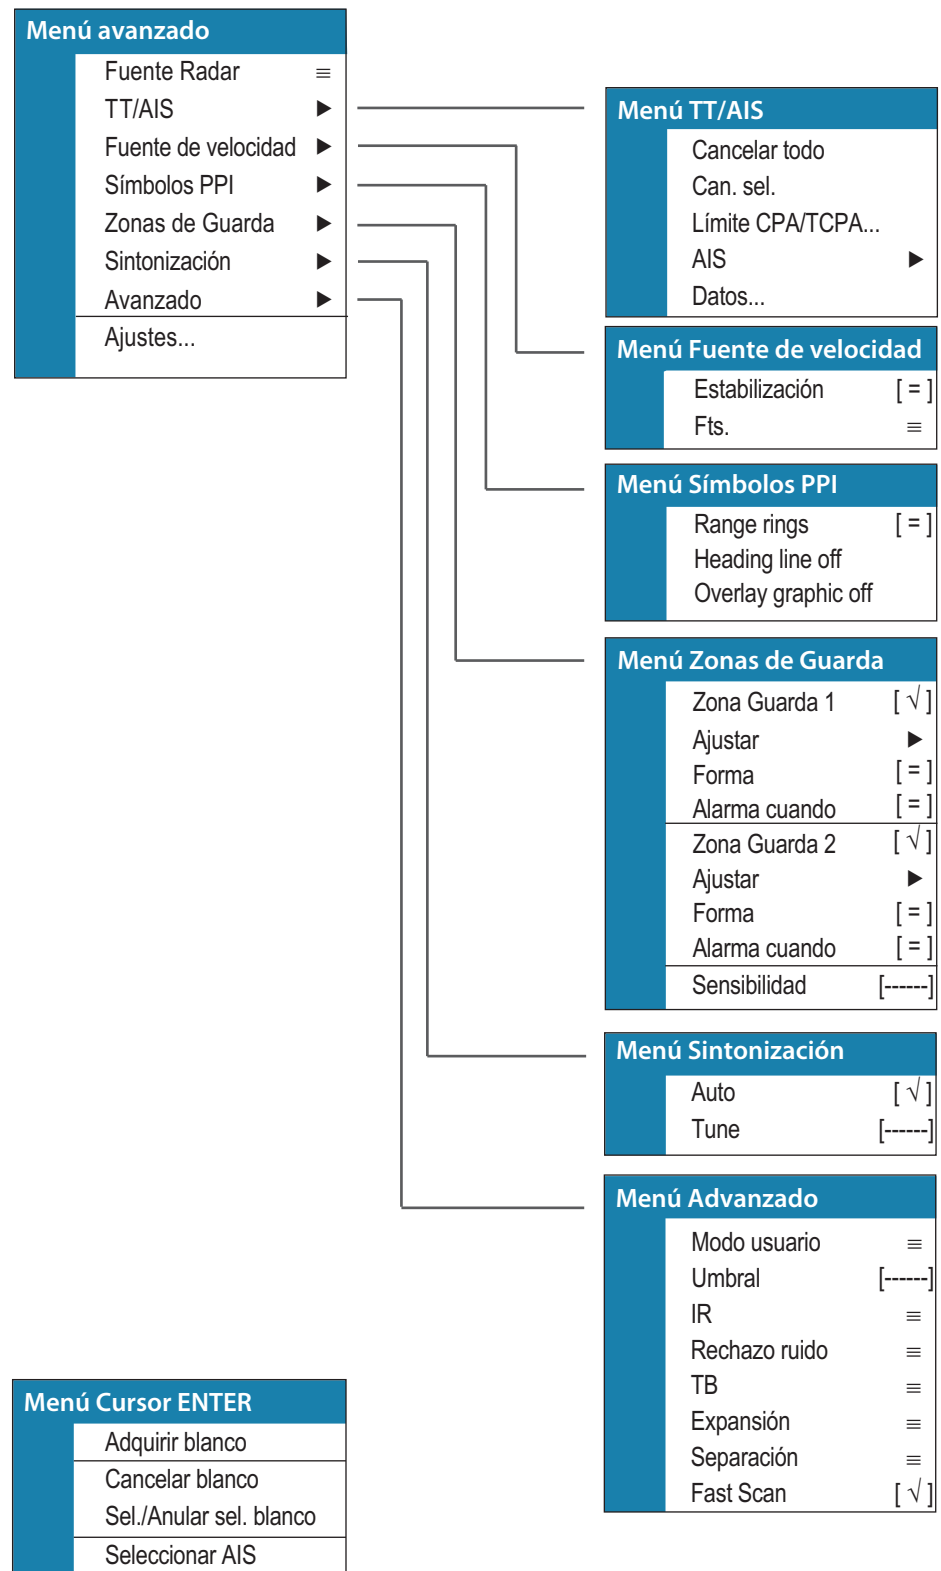 Menú avanzado
Fuente Radar ≡
TT/AIS ▶
Fuente de velocidad ▶
Símbolos PPI ▶
Zonas de Guarda ▶
Sintonización ▶
Avanzado ▶
Ajustes...
Menú TT/AIS
Cancelar todo
Can. sel.
Límite CPA/TCPA...
AIS ▶
Datos...
Menú Fuente de velocidad
Estabilización [ = ]
Fts. ≡
Menú Símbolos PPI
Range rings [ = ]
Heading line off
Overlay graphic off
Menú Zonas de Guarda
Zona Guarda 1 [ √ ]
Ajustar ▶
Forma [ = ]
Alarma cuando [ = ]
Zona Guarda 2 [ √ ]
Ajustar ▶
Forma [ = ]
Alarma cuando [ = ]
Sensibilidad [------]
Menú Sintonización
Auto [ √ ]
Tune [------]
Menú Advanzado
Modo usuario ≡
Umbral [------]
IR ≡
Rechazo ruido ≡
TB ≡
Expansión ≡
Separación ≡
Fast Scan [ √ ]
Menú Cursor ENTER
Adquirir blanco
Cancelar blanco
Sel./Anular sel. blanco
Seleccionar AIS